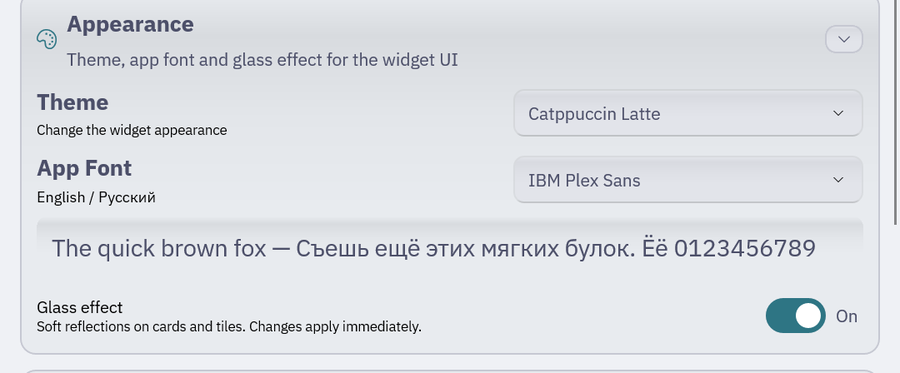 Appearance
Theme, app font and glass effect for the widget UI
Theme
Change the widget appearance
Catppuccin Latte
App Font
English / Русский
IBM Plex Sans
The quick brown fox — Съешь ещё этих мягких булок. Ёё 0123456789
Glass effect
Soft reflections on cards and tiles. Changes apply immediately.
On